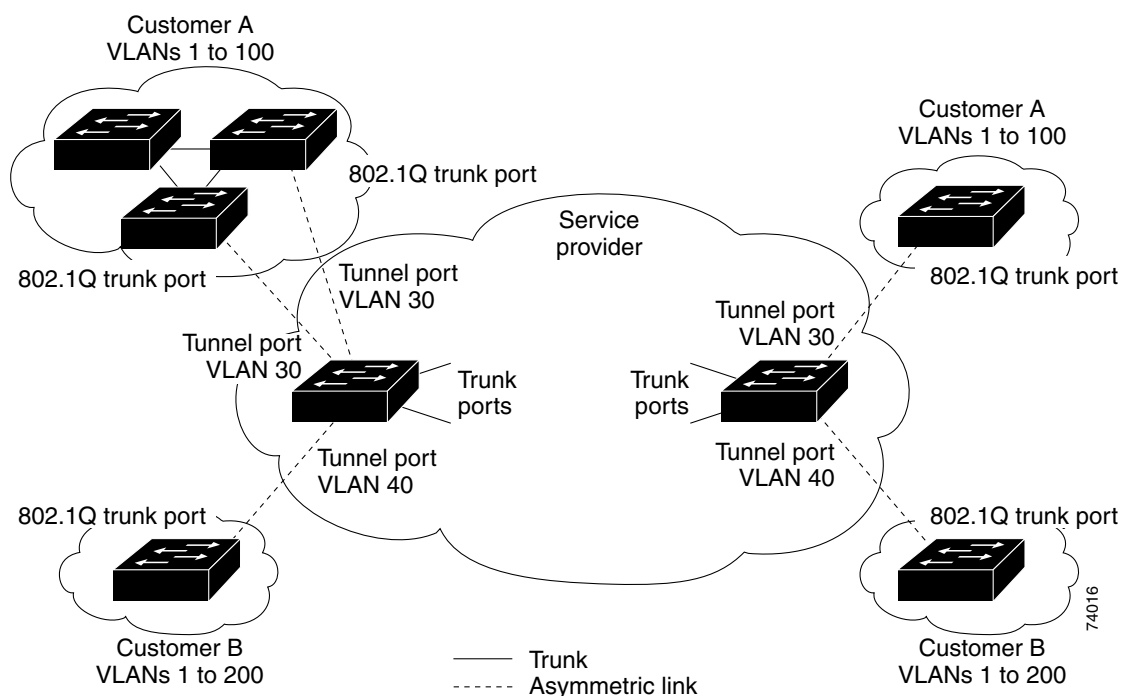 Customer A
VLANs 1 to 100
Customer A
VLANs 1 to 100
802.1Q trunk port
Service
provider
802.1Q trunk port
802.1Q trunk port
Tunnel port
VLAN 30
Tunnel port
VLAN 30
Tunnel port
VLAN 30
Trunk
ports
Trunk
ports
Tunnel port
VLAN 40
Tunnel port
VLAN 40
802.1Q trunk port
802.1Q trunk port
74016
Customer B
VLANs 1 to 200
Customer B
VLANs 1 to 200
Trunk
Asymmetric link